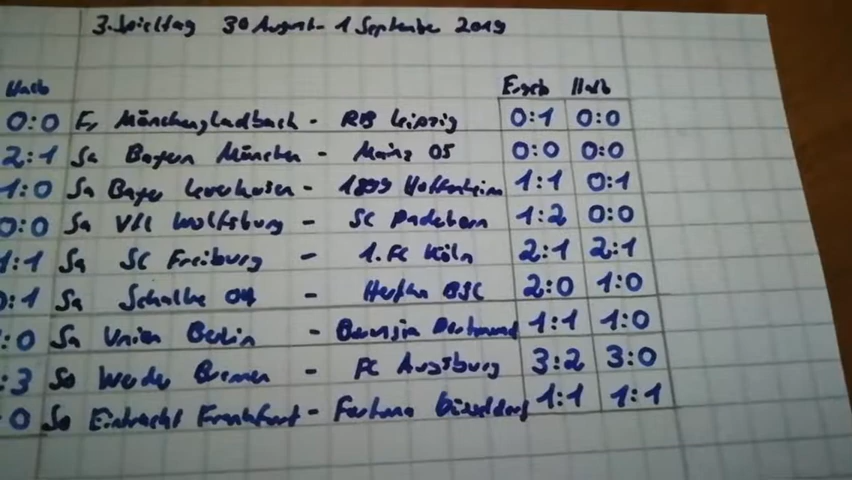 3. Spieltag 30 August - 1 September 2019
Halb Ergeb Halb
0:0 Fr Mönchengladbach - RB Leipzig 0:1 0:0
2:1 Sa Bayern München - Mainz 05 0:0 0:0
1:0 Sa Bayer Leverkusen - 1899 Hoffenheim 1:1 0:1
0:0 Sa VfL Wolfsburg - SC Paderborn 1:2 0:0
1:1 Sa SC Freiburg - 1. FC Köln 2:1 2:1
0:1 Sa Schalke 04 - Hertha BSC 2:0 1:0
:0 Sa Union Berlin - Borussia Dortmund 1:1 1:0
:3 So Werder Bremen - FC Augsburg 3:2 3:0
0 So Eintracht Frankfurt - Fortuna Düsseldorf 1:1 1:1